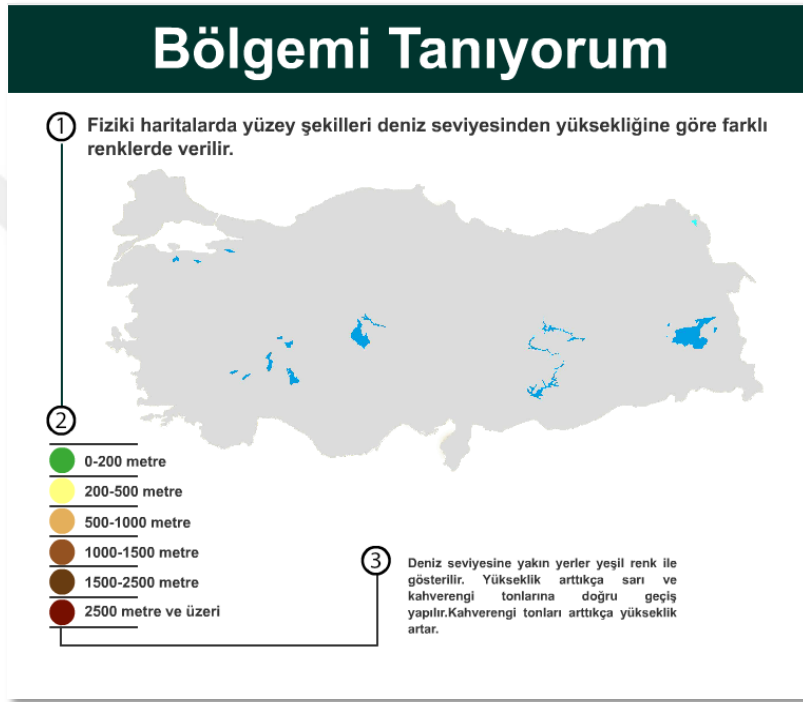 Bölgemi Tanıyorum
1 Fiziki haritalarda yüzey şekilleri deniz seviyesinden yüksekliğine göre farklı
renklerde verilir.
2
0-200 metre
200-500 metre
500-1000 metre
1000-1500 metre
1500-2500 metre
2500 metre ve üzeri
3 Deniz seviyesine yakın yerler yeşil renk ile
gösterilir. Yükseklik arttıkça sarı ve
kahverengi tonlarına doğru geçiş
yapılır.Kahverengi tonları arttıkça yükseklik
artar.